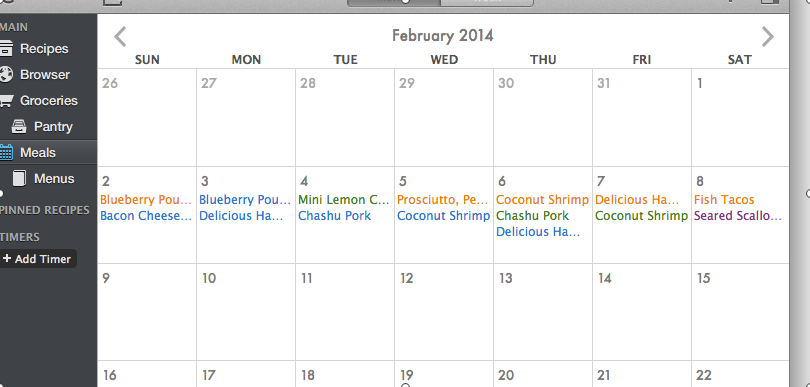 MAIN
Recipes
Browser
Groceries
Pantry
Meals
Menus
PINNED RECIPES
TIMERS
+ Add Timer
February 2014
SUN MON TUE WED THU FRI SAT
26 27 28 29 30 31 1
2 3 4 5 6 7 8
Blueberry Pou... Blueberry Pou... Mini Lemon C... Prosciutto, Pe... Coconut Shrimp Delicious Ha... Fish Tacos
Bacon Cheese... Delicious Ha... Chashu Pork Coconut Shrimp Chashu Pork Coconut Shrimp Seared Scallo...
Delicious Ha...
9 10 11 12 13 14 15
16 17 18 19 20 21 22